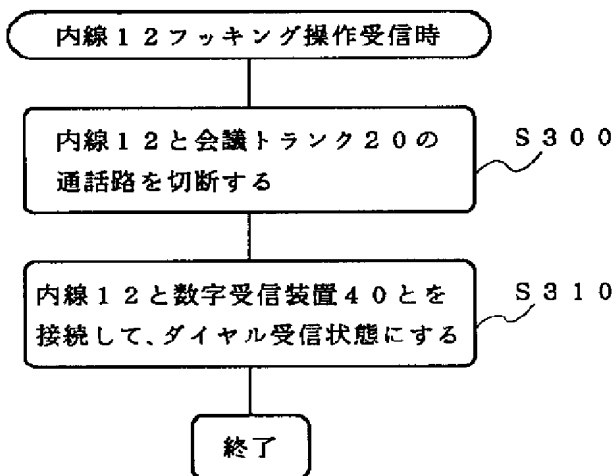 内線１２フッキング操作受信時
内線１２と会議トランク２０の
通話路を切断する
Ｓ３００
内線１２と数字受信装置４０とを
接続して、ダイヤル受信状態にする
Ｓ３１０
終了